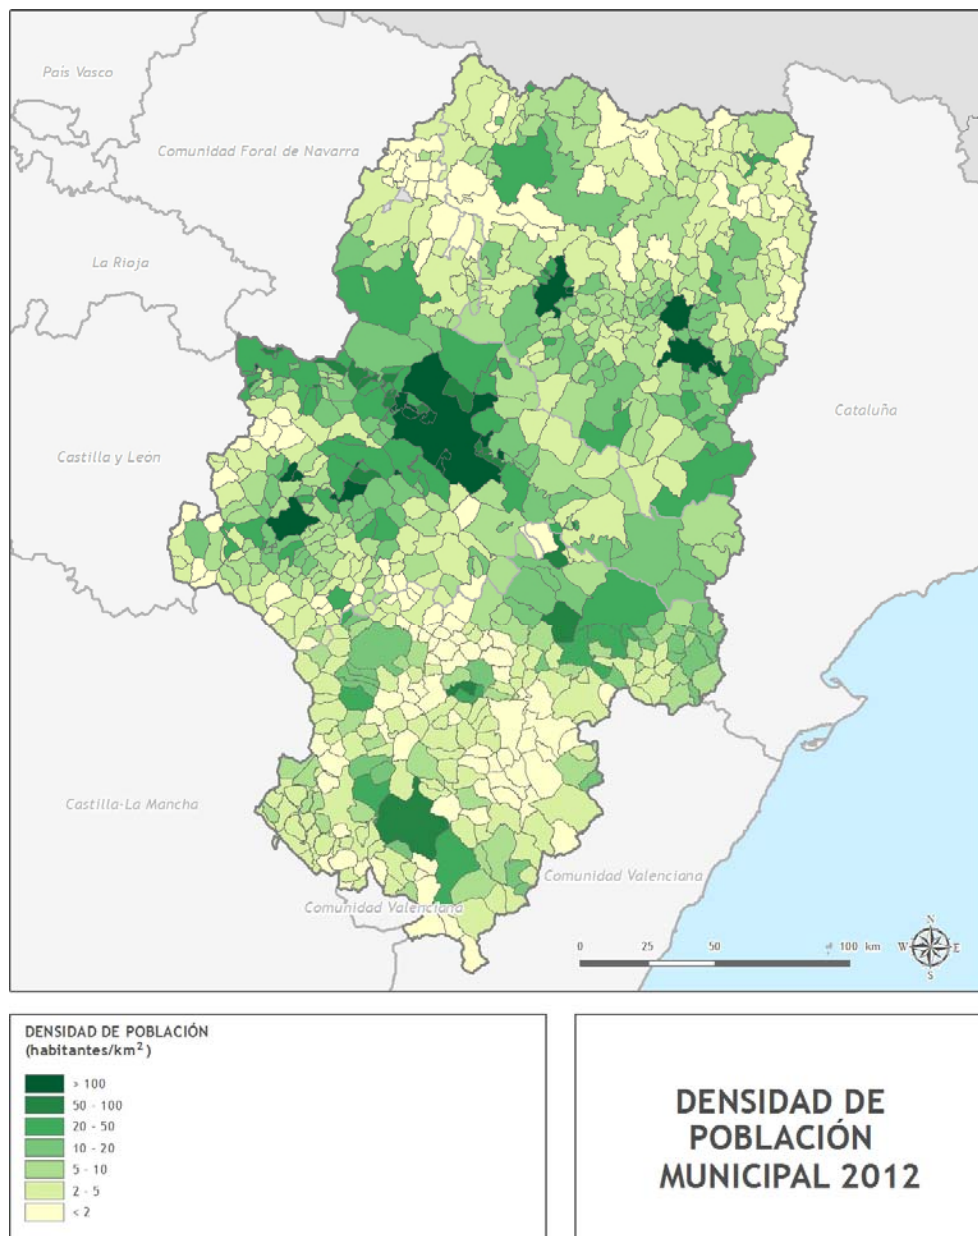 País Vasco
Comunidad Foral de Navarra
La Rioja
Cataluña
Castilla y León
Castilla-La Mancha
Comunidad Valenciana
Comunidad Valenciana
N
W E
S
0 25 50 100 km
DENSIDAD DE POBLACIÓN
(habitantes/km²)
> 100
50 - 100
20 - 50
10 - 20
5 - 10
2 - 5
< 2
DENSIDAD DE
POBLACIÓN
MUNICIPAL 2012